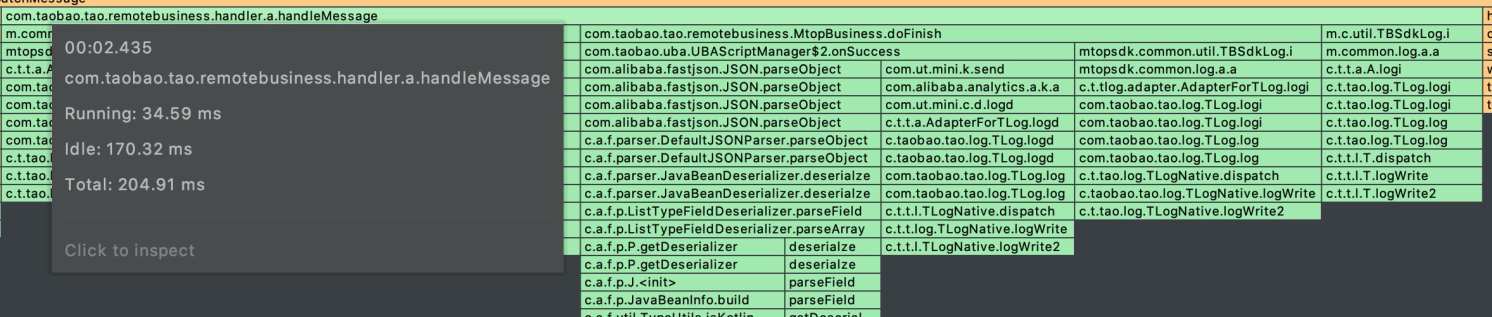 atchMessage
com.taobao.tao.remotebusiness.handler.a.handleMessage
m.comm com.taobao.tao.remotebusiness.MtopBusiness.doFinish m.c.util.TBSdkLog.i
mtopsd com.taobao.uba.UBAScriptManager$2.onSuccess mtopsdk.common.util.TBSdkLog.i m.common.log.a.a
c.t.t.a.A com.alibaba.fastjson.JSON.parseObject com.ut.mini.k.send mtopsdk.common.log.a.a c.t.t.a.A.logi
com.tac com.alibaba.fastjson.JSON.parseObject com.alibaba.analytics.a.k.a c.t.tlog.adapter.AdapterForTLog.logi c.t.tao.log.TLog.logi
com.tac com.alibaba.fastjson.JSON.parseObject com.ut.mini.c.d.logd com.taobao.tao.log.TLog.logi c.t.tao.log.TLog.logi
com.tac com.alibaba.fastjson.JSON.parseObject c.t.t.a.AdapterForTLog.logd com.taobao.tao.log.TLog.logi c.t.tao.log.TLog.logi
com.tac c.a.f.parser.DefaultJSONParser.parseObject c.taobao.tao.log.TLog.logd com.taobao.tao.log.TLog.log c.t.tao.log.TLog.log
c.t.tao.l c.a.f.parser.DefaultJSONParser.parseObject c.taobao.tao.log.TLog.logd com.taobao.tao.log.TLog.log c.t.t.l.T.dispatch
c.t.tao.l c.a.f.parser.JavaBeanDeserializer.deserialze com.taobao.tao.log.TLog.log c.t.tao.log.TLogNative.dispatch c.t.t.l.T.logWrite
c.t.tao.l c.a.f.parser.JavaBeanDeserializer.deserialze com.taobao.tao.log.TLog.log c.taobao.tao.log.TLogNative.logWrite c.t.t.l.T.logWrite2
c.a.f.p.ListTypeFieldDeserializer.parseField c.t.t.l.TLogNative.dispatch c.t.tao.log.TLogNative.logWrite2
c.a.f.p.ListTypeFieldDeserializer.parseArray c.t.t.log.TLogNative.logWrite
c.a.f.p.P.getDeserializer deserialze c.t.t.l.TLogNative.logWrite2
c.a.f.p.P.getDeserializer deserialze
c.a.f.p.J.<init> parseField
c.a.f.p.JavaBeanInfo.build parseField
c.a.f.util.TypeUtils.isKotlin getDeserial
00:02.435
com.taobao.tao.remotebusiness.handler.a.handleMessage
Running: 34.59 ms
Idle: 170.32 ms
Total: 204.91 ms
Click to inspect